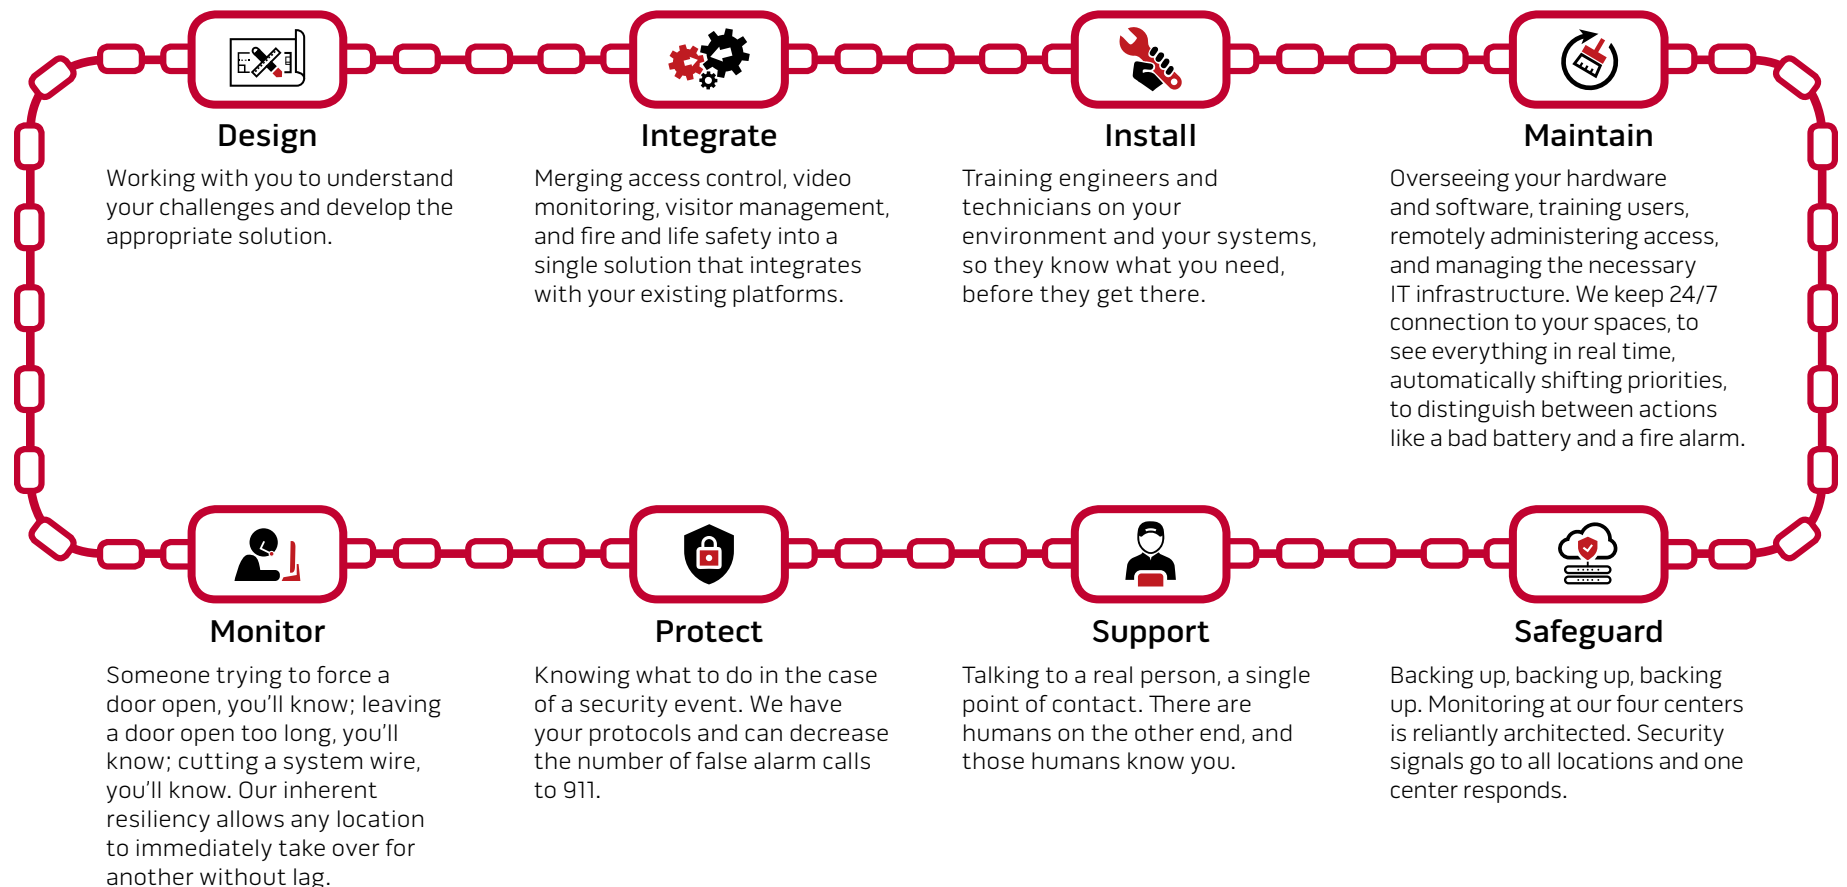 Design
Working with you to understand
your challenges and develop the
appropriate solution.
Integrate
Merging access control, video
monitoring, visitor management,
and fire and life safety into a
single solution that integrates
with your existing platforms.
Install
Training engineers and
technicians on your
environment and your systems,
so they know what you need,
before they get there.
Maintain
Overseeing your hardware
and software, training users,
remotely administering access,
and managing the necessary
IT infrastructure. We keep 24/7
connection to your spaces, to
see everything in real time,
automatically shifting priorities,
to distinguish between actions
like a bad battery and a fire alarm.
Monitor
Someone trying to force a
door open, you'll know; leaving
a door open too long, you'll
know; cutting a system wire,
you'll know. Our inherent
resiliency allows any location
to immediately take over for
another without lag.
Protect
Knowing what to do in the case
of a security event. We have
your protocols and can decrease
the number of false alarm calls
to 911.
Support
Talking to a real person, a single
point of contact. There are
humans on the other end, and
those humans know you.
Safeguard
Backing up, backing up, backing
up. Monitoring at our four centers
is reliantly architected. Security
signals go to all locations and one
center responds.